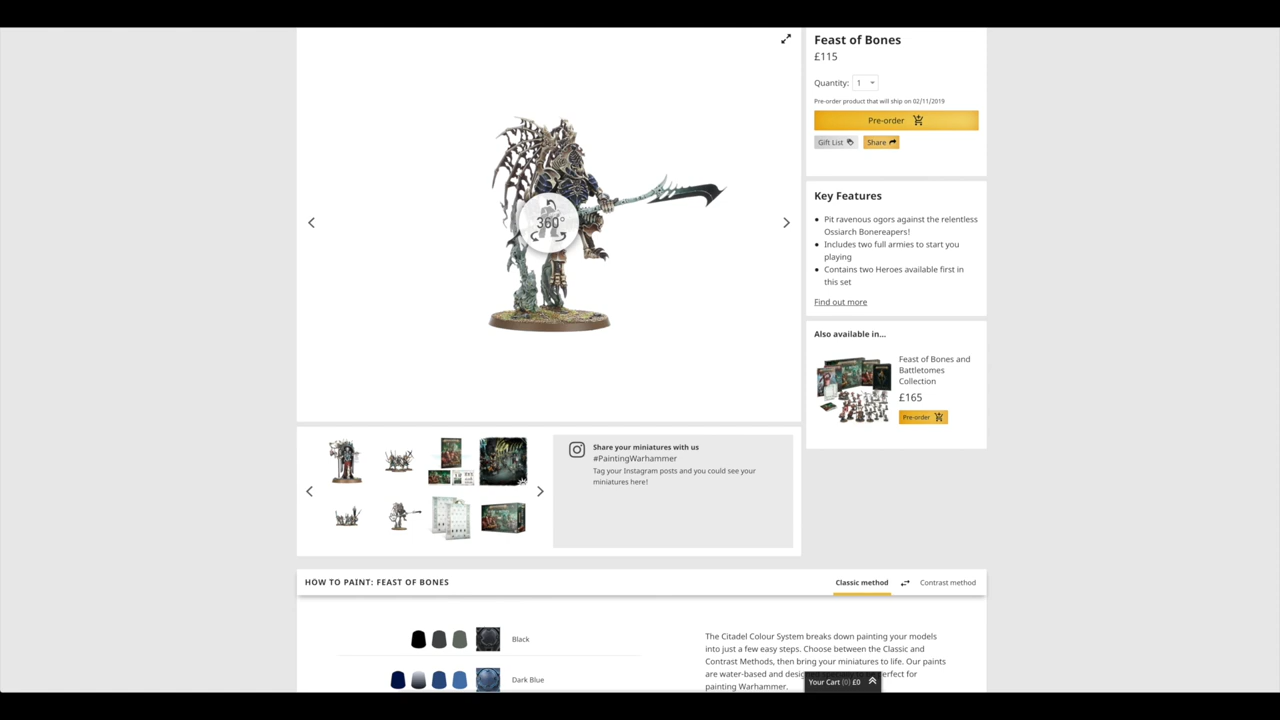 Feast of Bones
£115
Quantity: 1
Pre-order product that will ship on 02/11/2019
Pre-order
Gift List
Share
360°
Key Features
Pit ravenous ogors against the relentless
Ossiarch Bonereapers!
Includes two full armies to start you
playing
Contains two Heroes available first in
this set
Find out more
Also available in...
Feast of Bones and
Battletomes
Collection
£165
Pre-order
Share your miniatures with us
#PaintingWarhammer
Tag your Instagram posts and you could see your
miniatures here!
HOW TO PAINT: FEAST OF BONES
Classic method
Contrast method
Black
Dark Blue
The Citadel Colour System breaks down painting your models
into just a few easy steps. Choose between the Classic and
Contrast Methods, then bring your miniatures to life. Our paints
are water-based and perfect for
painting Warhammer.
Your Cart (0) £0